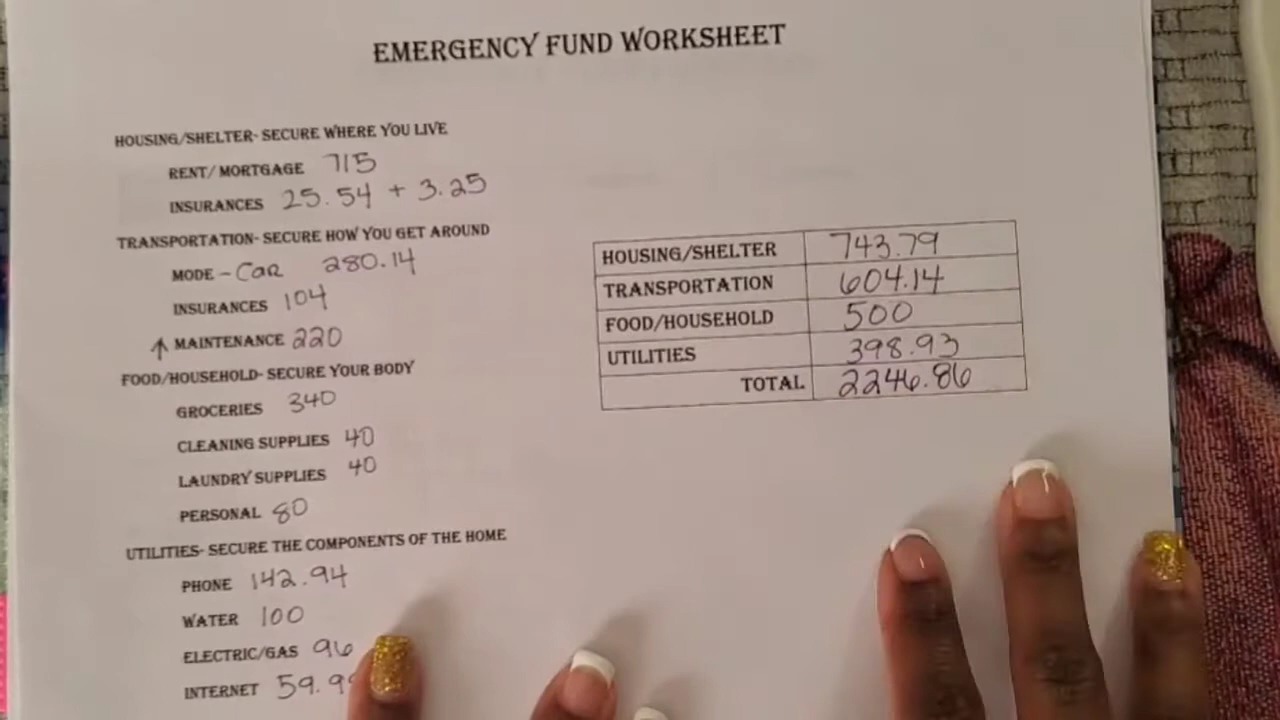 EMERGENCY FUND WORKSHEET
HOUSING/SHELTER- SECURE WHERE YOU LIVE
RENT/MORTGAGE 715
INSURANCES 25.54 + 3.25
TRANSPORTATION- SECURE HOW YOU GET AROUND
MODE - Car 280.14
INSURANCES 104
↑ MAINTENANCE 220
FOOD/HOUSEHOLD- SECURE YOUR BODY
GROCERIES 340
CLEANING SUPPLIES 40
LAUNDRY SUPPLIES 40
PERSONAL 80
UTILITIES- SECURE THE COMPONENTS OF THE HOME
PHONE 142.94
WATER 100
ELECTRIC/GAS 96
INTERNET 59.99
HOUSING/SHELTER 743.79
TRANSPORTATION 604.14
FOOD/HOUSEHOLD 500
UTILITIES 398.93
TOTAL 2246.86